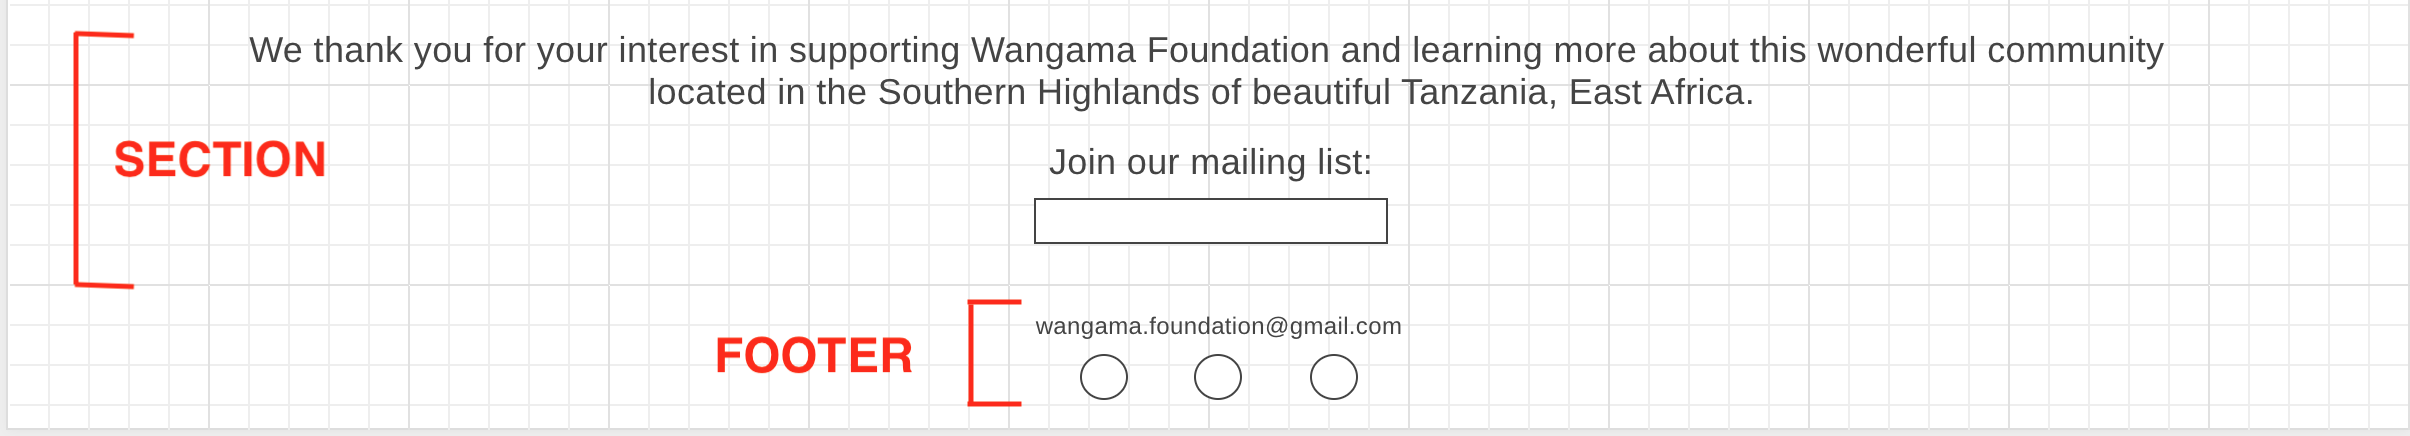 We thank you for your interest in supporting Wangama Foundation and learning more about this wonderful community
located in the Southern Highlands of beautiful Tanzania, East Africa.
SECTION
Join our mailing list:
wangama.foundation@gmail.com
FOOTER